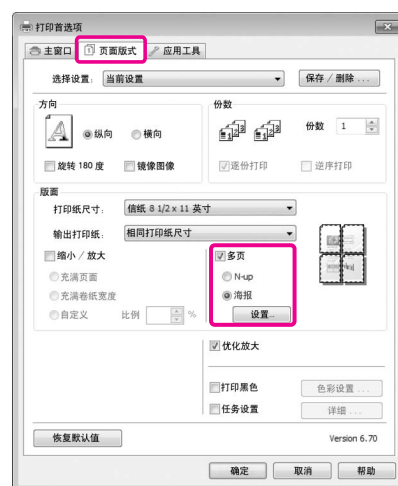 打印首选项
主窗口 页面版式 应用工具
选择设置： 当前设置 保存 / 删除 ...
方向 份数
纵向 横向 份数 1
旋转 180 度 镜像图像 逐份打印 逆序打印
版面
打印纸尺寸： 信纸 8 1/2 x 11 英寸
输出打印纸： 相同打印纸尺寸
缩小 / 放大 多页
充满页面 N-up
充满卷纸宽度 海报
自定义 比例 % 设置...
优化放大
打印黑色 色彩设置 ...
任务设置 详细 ...
恢复默认值 Version 6.70
确定 取消 帮助